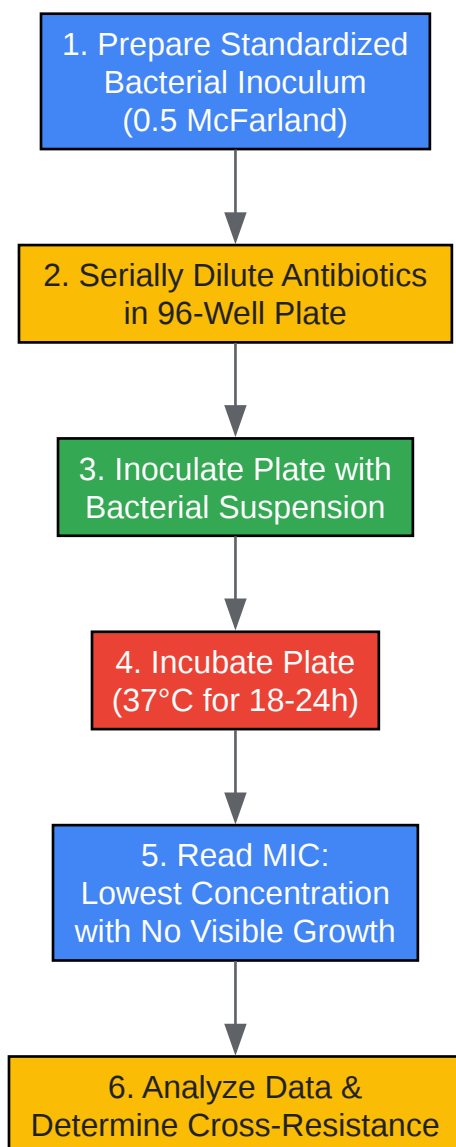 1. Prepare Standardized
Bacterial Inoculum
(0.5 McFarland)
2. Serially Dilute Antibiotics
in 96-Well Plate
3. Inoculate Plate with
Bacterial Suspension
4. Incubate Plate
(37°C for 18-24h)
5. Read MIC:
Lowest Concentration
with No Visible Growth
6. Analyze Data &
Determine Cross-Resistance